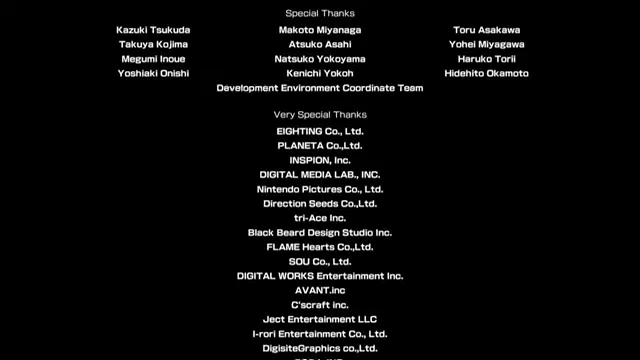 Special Thanks
Kazuki Tsukuda Makoto Miyanaga Toru Asakawa
Takuya Kojima Atsuko Asahi Yohei Miyagawa
Megumi Inoue Natsuko Yokoyama Haruko Torii
Yoshiaki Onishi Kenichi Yokoh Hidehito Okamoto
Development Environment Coordinate Team
Very Special Thanks
EIGHTING Co., Ltd.
PLANETA Co.,Ltd.
INSPION, Inc.
DIGITAL MEDIA LAB., INC.
Nintendo Pictures Co., Ltd.
Direction Seeds Co.,Ltd.
tri-Ace Inc.
Black Beard Design Studio Inc.
FLAME Hearts Co.,Ltd.
SOU Co., Ltd.
DIGITAL WORKS Entertainment Inc.
AVANT.inc
C'scraft inc.
Ject Entertainment LLC
I-rori Entertainment Co., Ltd.
DigisiteGraphics co.,Ltd.